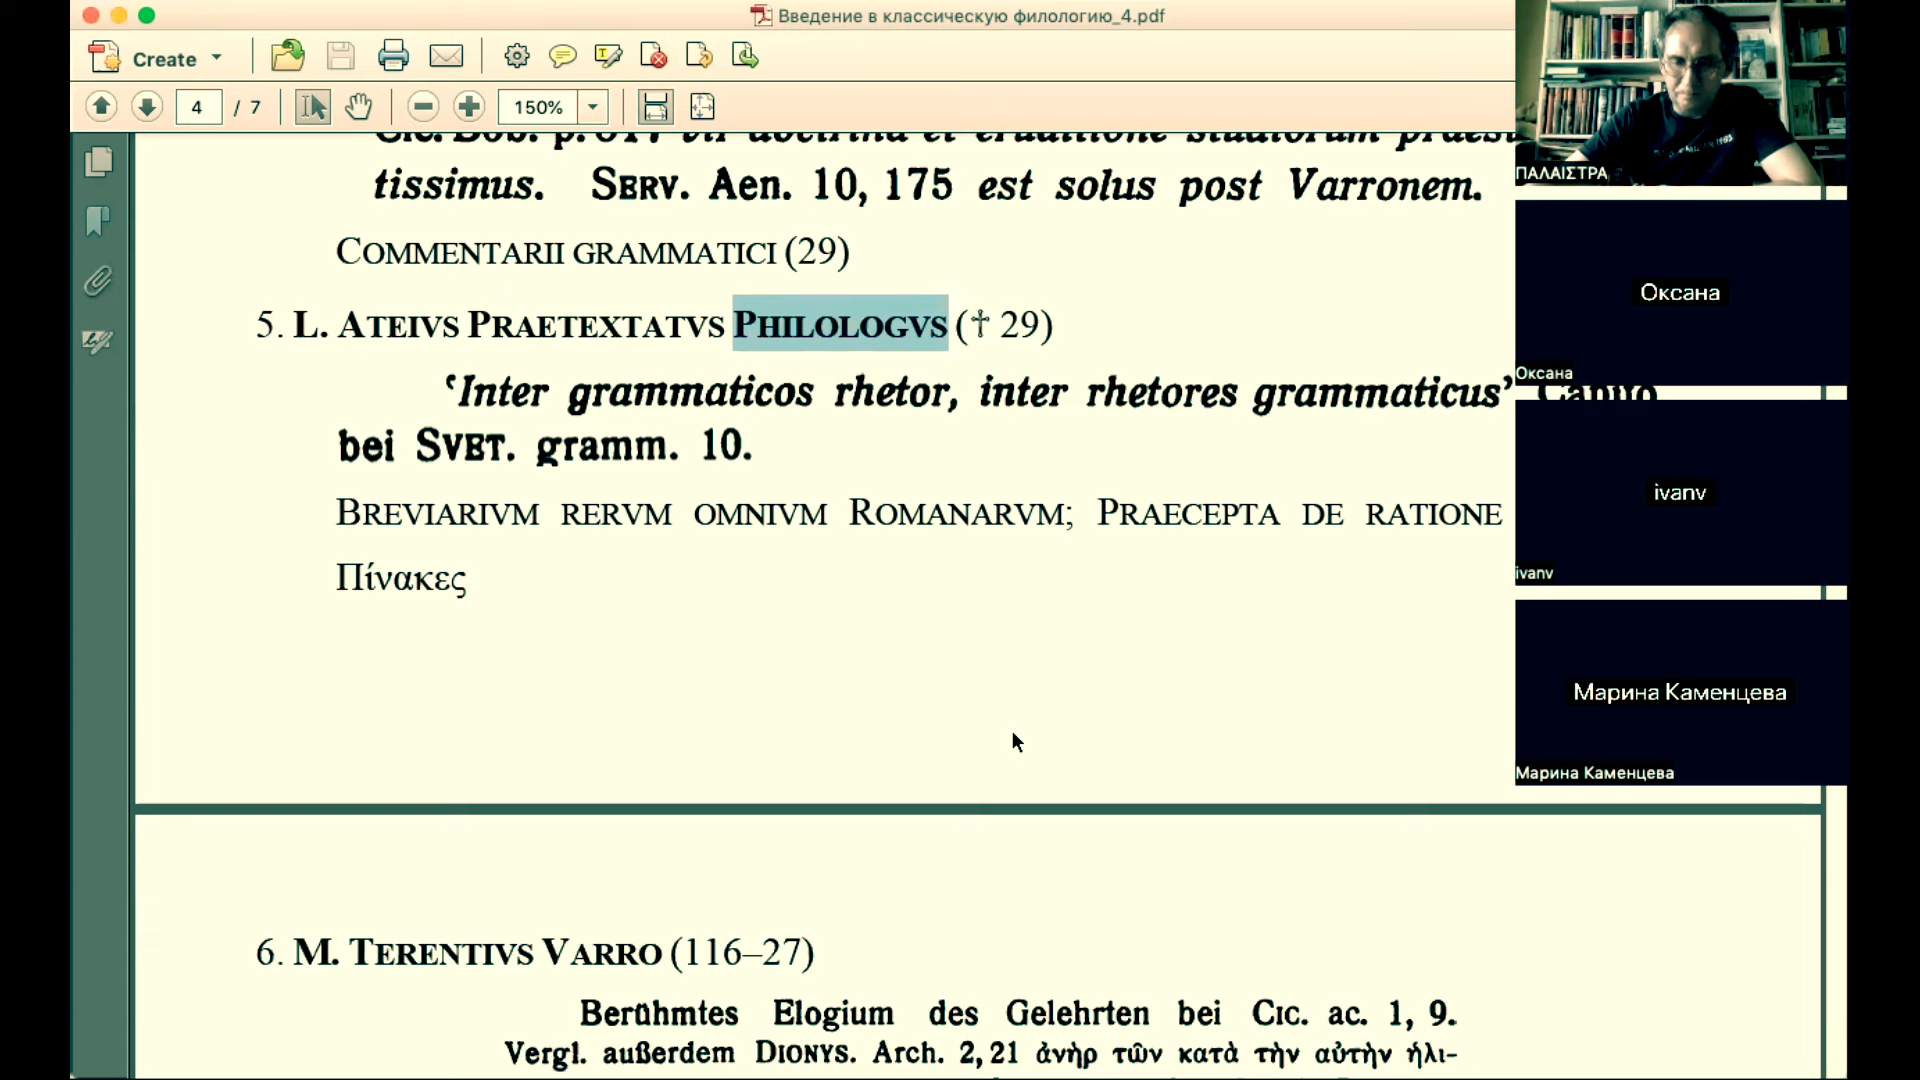 Введение в классическую филологию_4.pdf
Create
4 / 7
150%
tissimus. SERV. Aen. 10, 175 est solus post Varronem.
COMMENTARII GRAMMATICI (29)
5. L. ATEIVS PRAETEXTATVS PHILOLOGVS († 29)
‘Inter grammaticos rhetor, inter rhetores grammaticus’
bei SVET. gramm. 10.
BREVIARIVM RERVM OMNIVM ROMANARVM; PRAECEPTA DE RATIONE
Πίνακες
6. M. TERENTIVS VARRO (116–27)
Berühmtes Elogium des Gelehrten bei CIC. ac. 1, 9.
Vergl. außerdem DIONYS. Arch. 2, 21 ἀνὴρ τῶν κατὰ τὴν αὐτὴν ἡλι-
ΠΑΛΑΙΣΤΡΑ
Оксана
Оксана
ivanv
ivanv
Марина Каменцева
Марина Каменцева